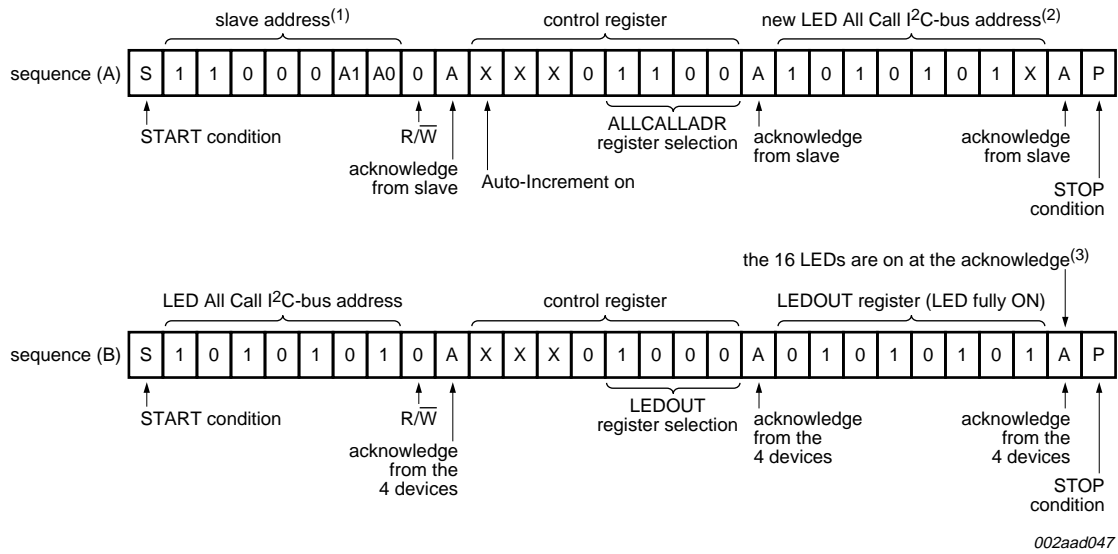 slave address(1) control register new LED All Call I2C-bus address(2)
sequence (A) S 1 1 0 0 0 A1 A0 0 A X X X 0 1 1 0 0 A 1 0 1 0 1 0 1 X A P
START condition R/W ALLCALLADR register selection acknowledge from slave acknowledge from slave
acknowledge from slave Auto-Increment on
STOP condition
the 16 LEDs are on at the acknowledge(3)
LED All Call I2C-bus address control register LEDOUT register (LED fully ON)
sequence (B) S 1 0 1 0 1 0 1 0 A X X X 0 1 0 0 0 A 0 1 0 1 0 1 0 1 A P
START condition R/W LEDOUT register selection acknowledge from the 4 devices acknowledge from the 4 devices
acknowledge from the 4 devices
STOP condition
002aad047